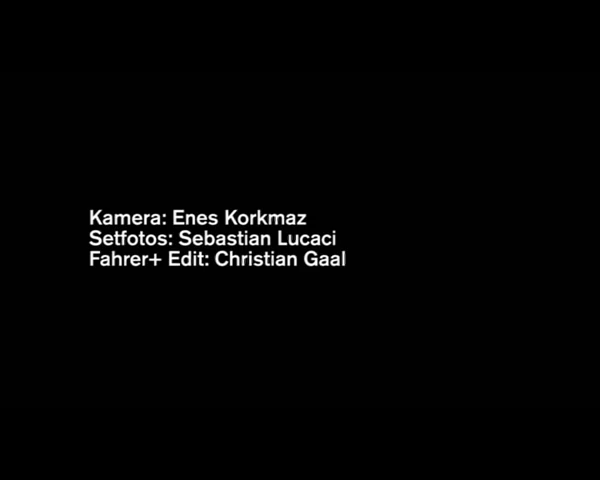 Kamera: Enes Korkmaz
Setfotos: Sebastian Lucaci
Fahrer+ Edit: Christian Gaal